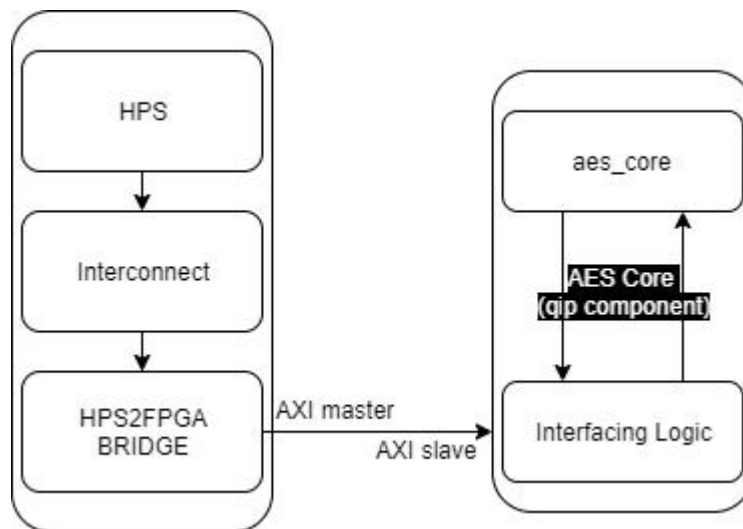 HPS
Interconnect
HPS2FPGA
BRIDGE
AXI master
AXI slave
aes_core
AES Core
(qip component)
Interfacing Logic